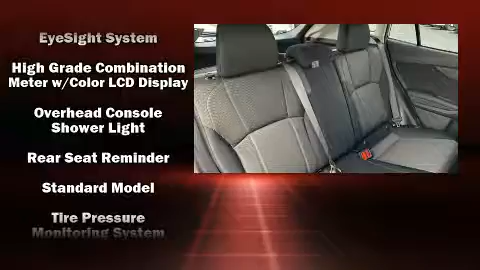 EyeSight System
High Grade Combination
Meter w/Color LCD Display
Overhead Console
Shower Light
Rear Seat Reminder
Standard Model
Tire Pressure
Monitoring System